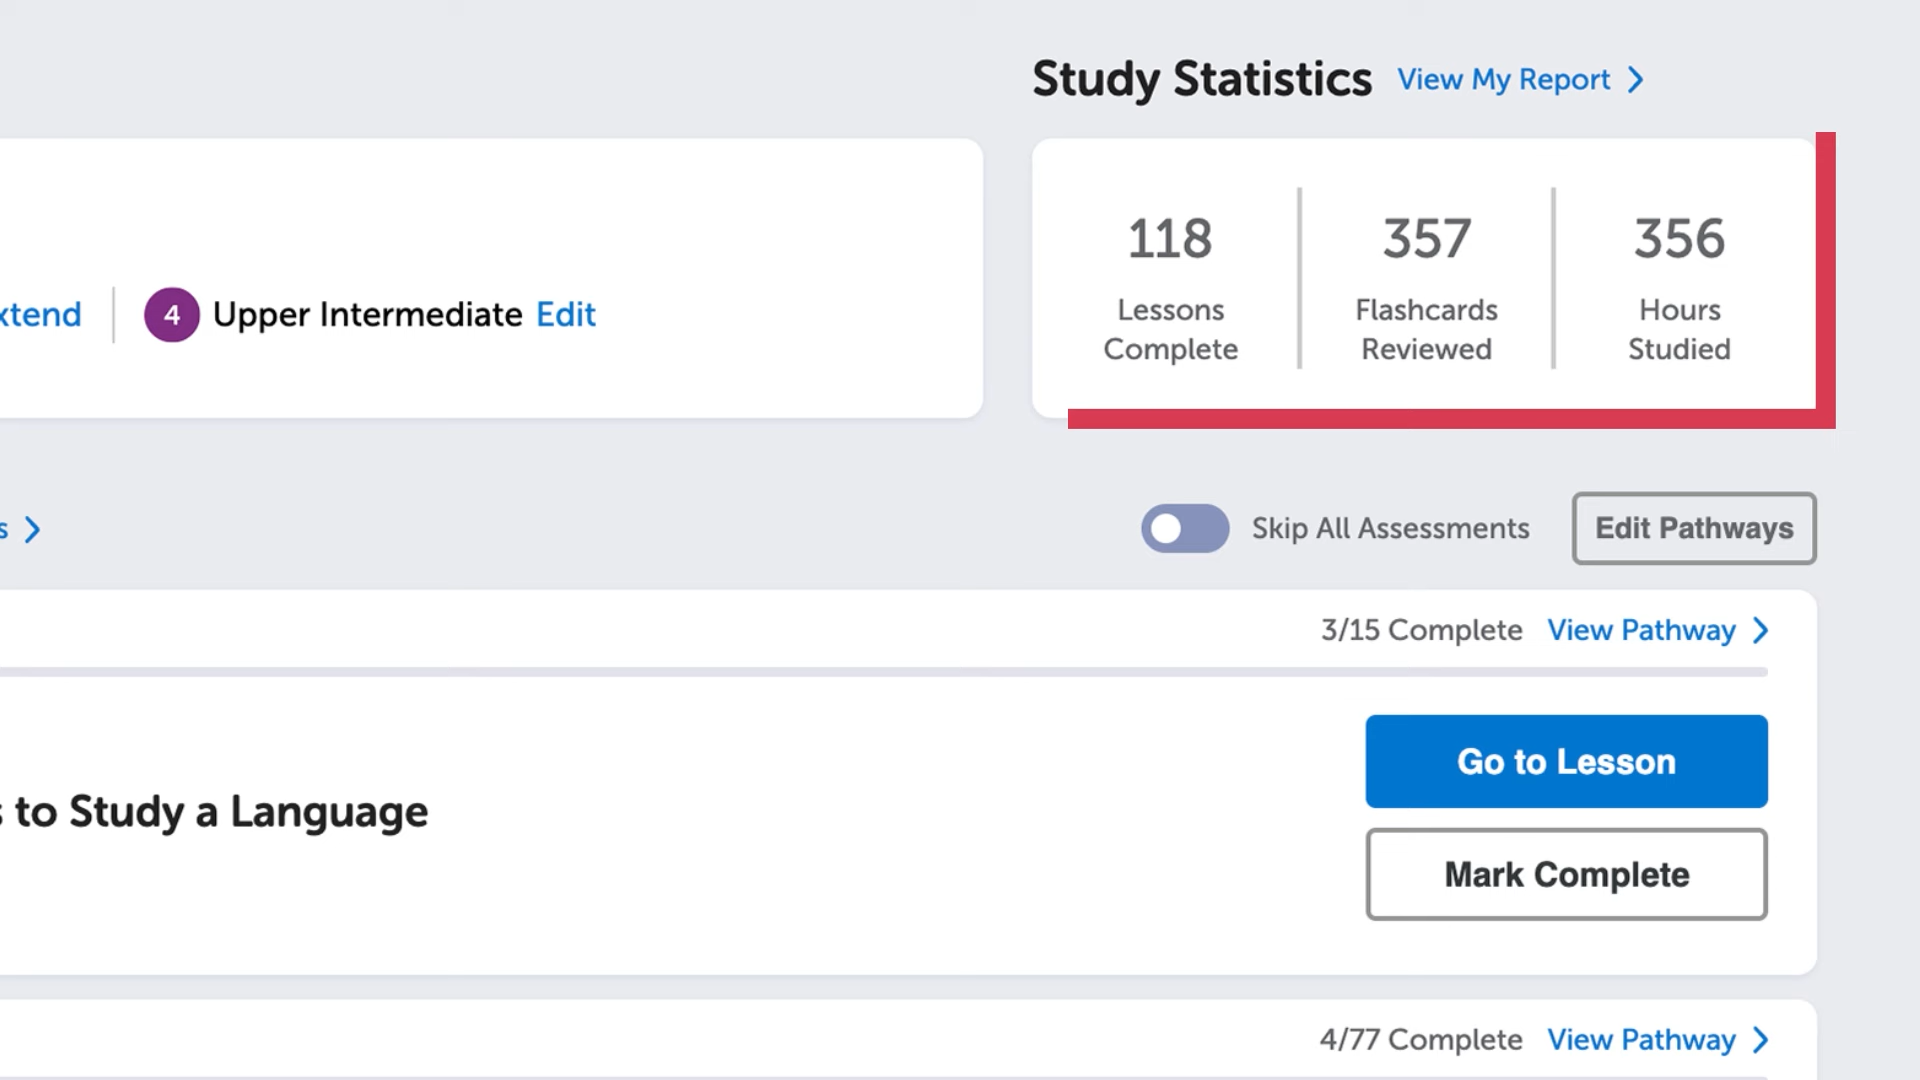 Study Statistics View My Report
118 357 356
Lessons Complete Flashcards Reviewed Hours Studied
xtend 4 Upper Intermediate Edit
s Skip All Assessments Edit Pathways
3/15 Complete View Pathway
Go to Lesson
s to Study a Language
Mark Complete
4/77 Complete View Pathway